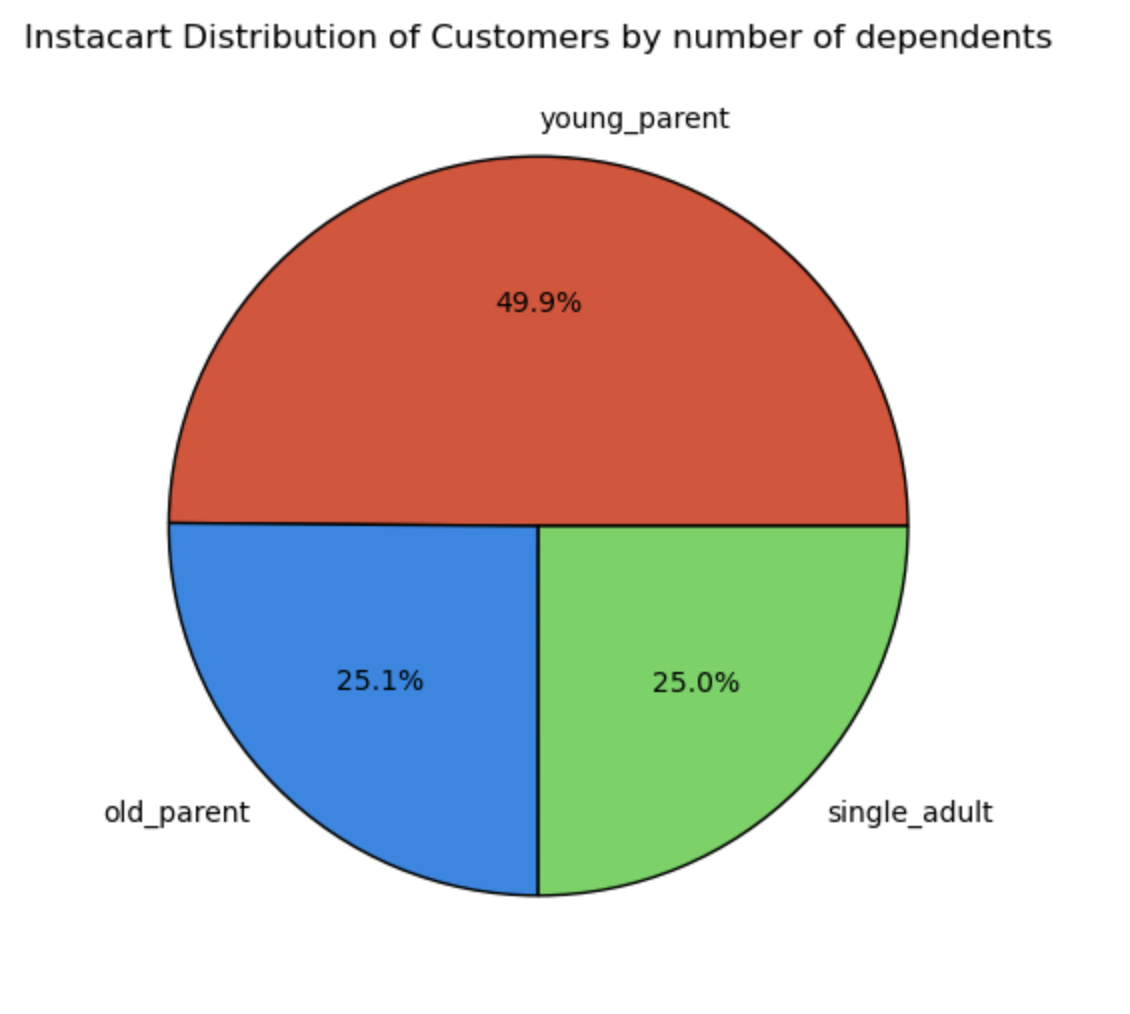 Instacart Distribution of Customers by number of dependents
young_parent
49.9%
25.1%
25.0%
old_parent
single_adult